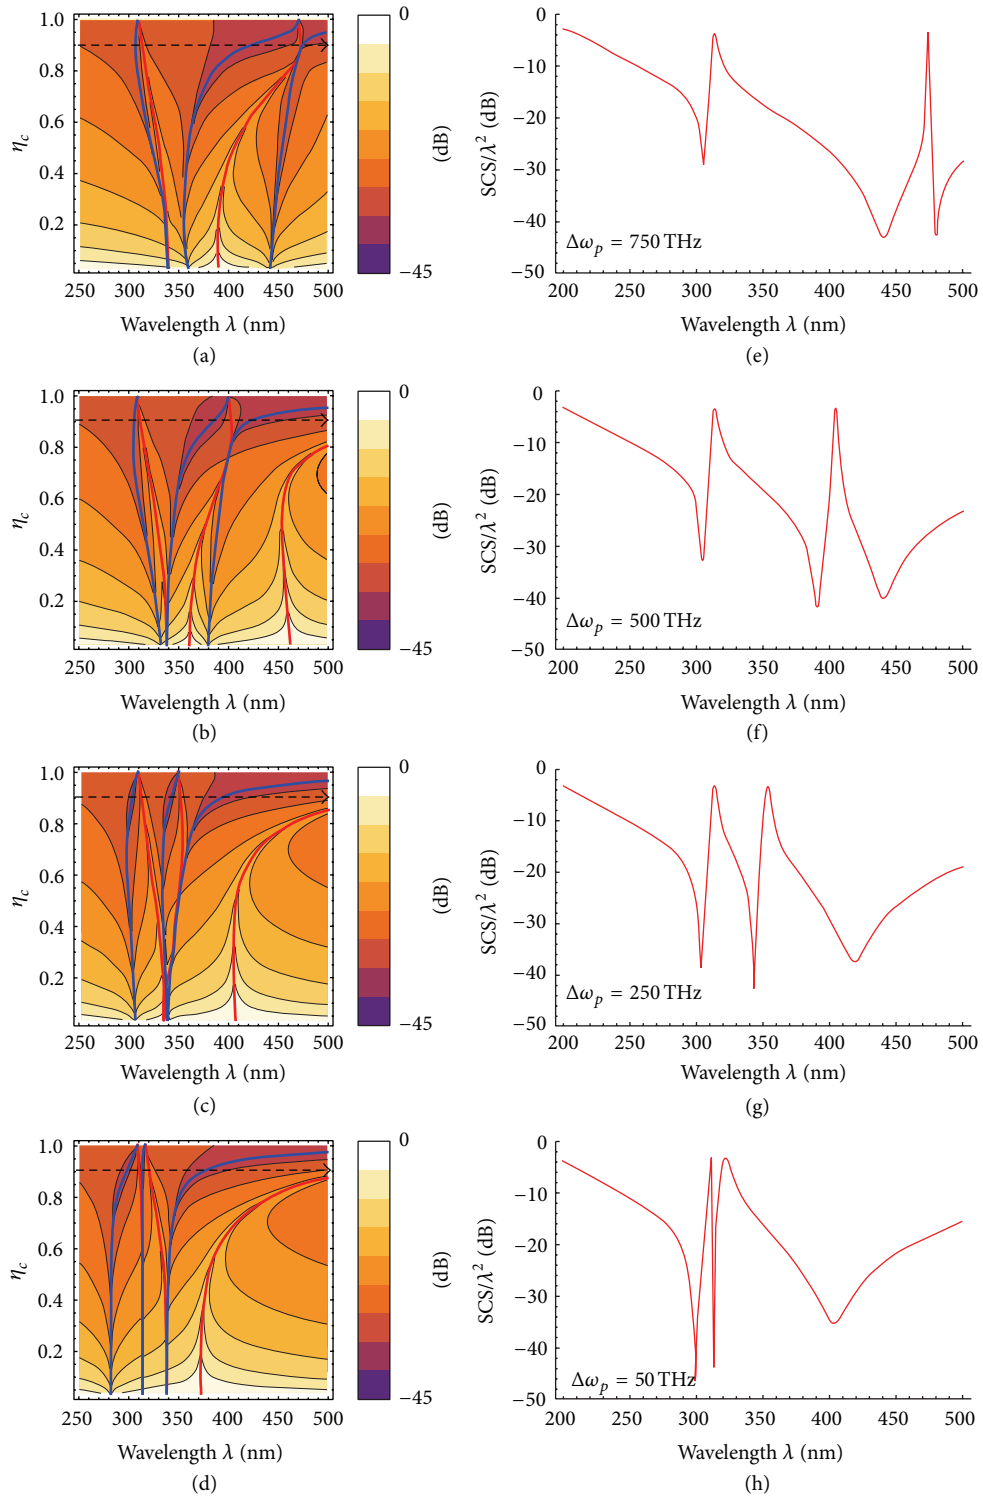 1.0
0.8
0.6
0.4
0.2
η_c
250 300 350 400 450 500
Wavelength λ (nm)
(a)
0
−45
(dB)
0
−10
−20
−30
−40
−50
SCS/λ² (dB)
Δω_p = 750 THz
200 250 300 350 400 450 500
Wavelength λ (nm)
(e)
1.0
0.8
0.6
0.4
0.2
η_c
250 300 350 400 450 500
Wavelength λ (nm)
(b)
0
−45
(dB)
0
−10
−20
−30
−40
−50
SCS/λ² (dB)
Δω_p = 500 THz
200 250 300 350 400 450 500
Wavelength λ (nm)
(f)
1.0
0.8
0.6
0.4
0.2
η_c
250 300 350 400 450 500
Wavelength λ (nm)
(c)
0
−45
(dB)
0
−10
−20
−30
−40
−50
SCS/λ² (dB)
Δω_p = 250 THz
200 250 300 350 400 450 500
Wavelength λ (nm)
(g)
1.0
0.8
0.6
0.4
0.2
η_c
250 300 350 400 450 500
Wavelength λ (nm)
(d)
0
−45
(dB)
0
−10
−20
−30
−40
−50
SCS/λ² (dB)
Δω_p = 50 THz
200 250 300 350 400 450 500
Wavelength λ (nm)
(h)